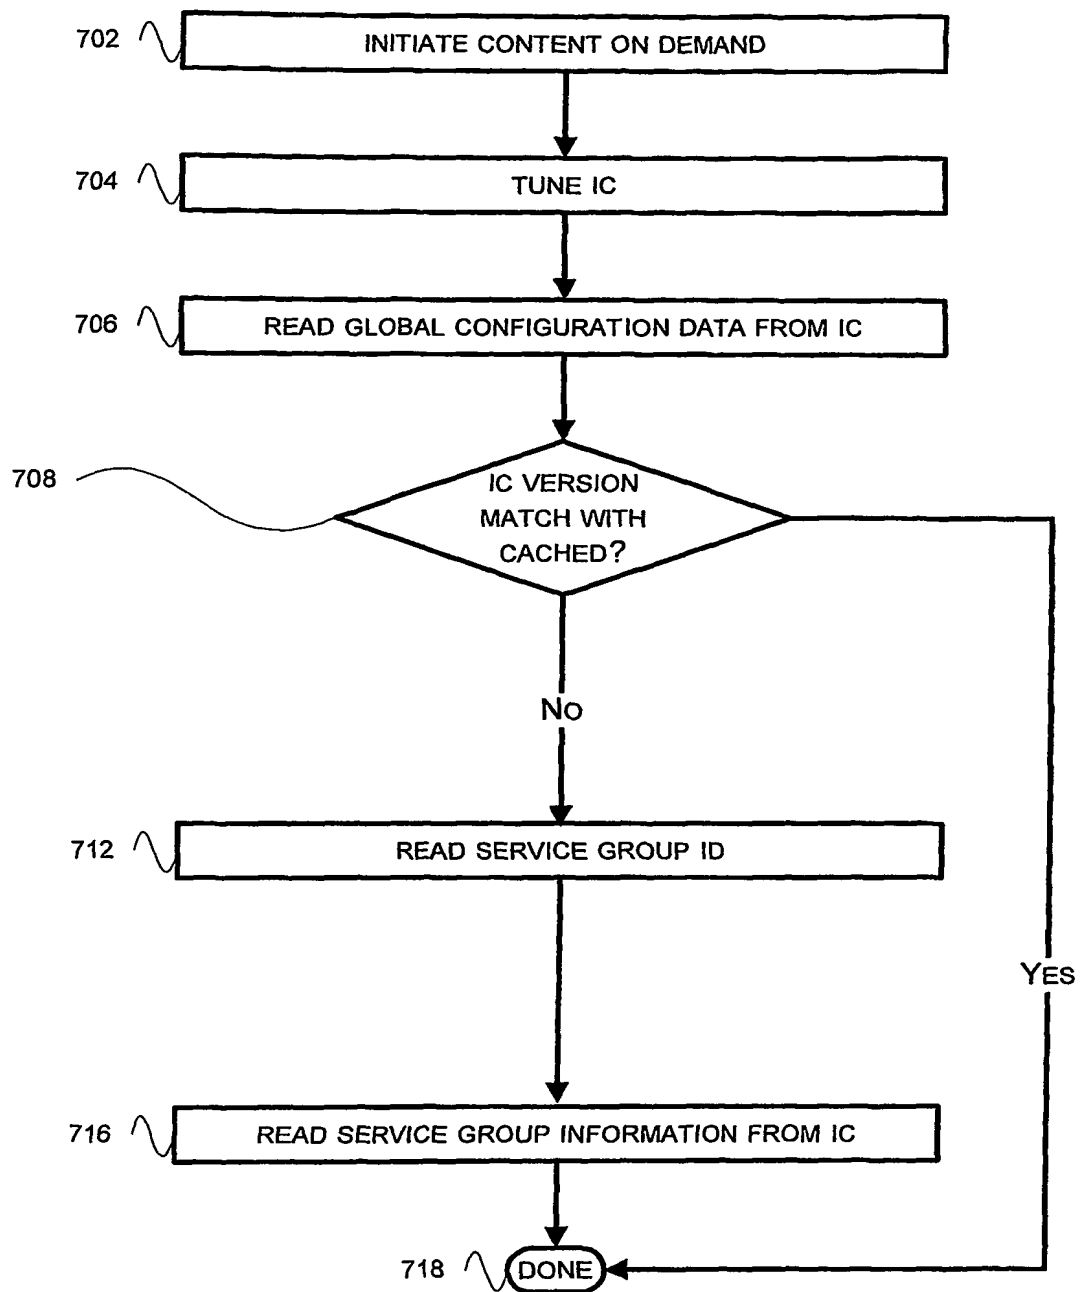 702 INITIATE CONTENT ON DEMAND
704 TUNE IC
706 READ GLOBAL CONFIGURATION DATA FROM IC
708
IC VERSION
MATCH WITH
CACHED?
NO
712 READ SERVICE GROUP ID
YES
716 READ SERVICE GROUP INFORMATION FROM IC
718 DONE